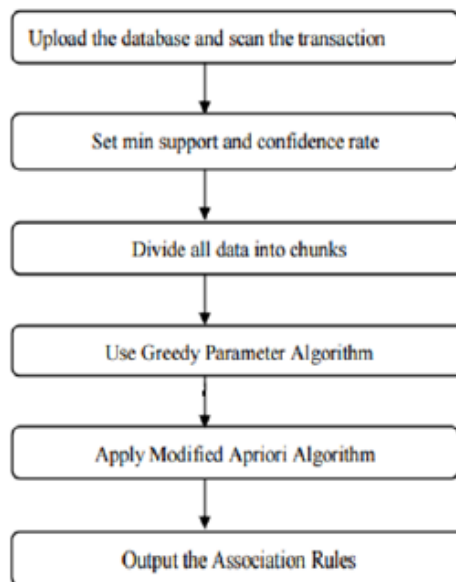 Upload the database and scan the transaction
Set min support and confidence rate
Divide all data into chunks
Use Greedy Parameter Algorithm
Apply Modified Apriori Algorithm
Output the Association Rules